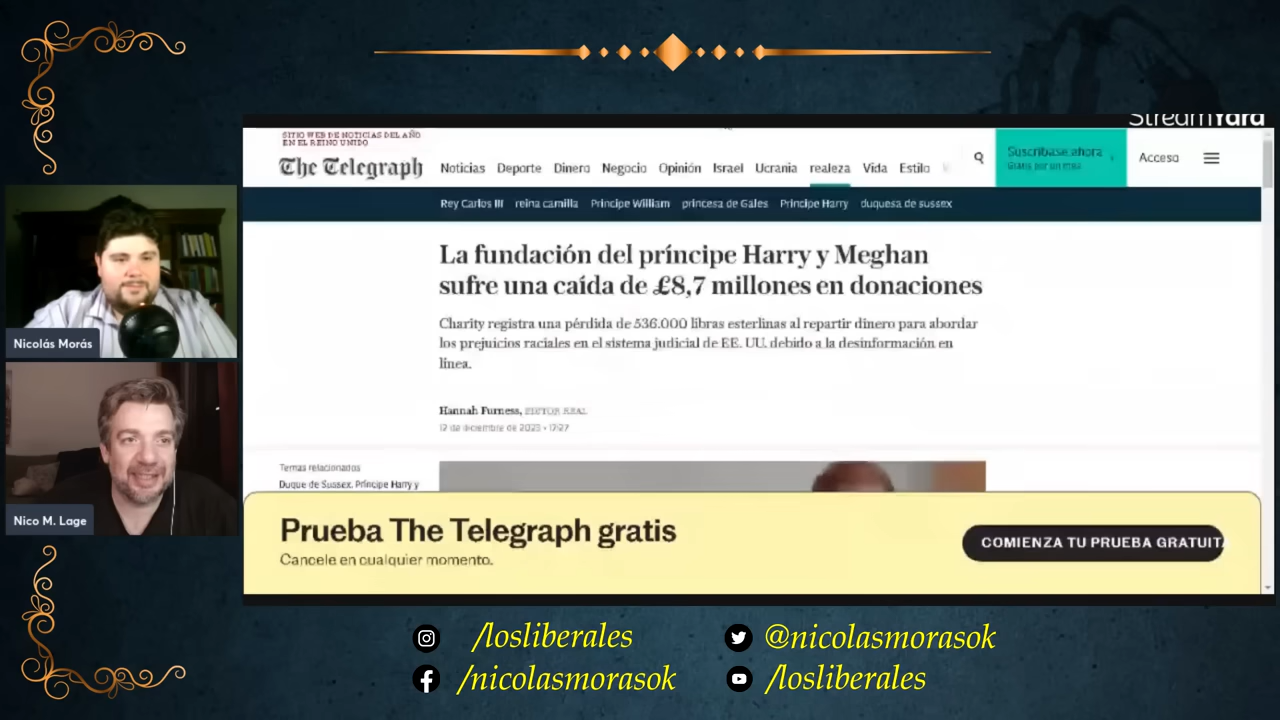 StreamYard
SITIO WEB DE NOTICIAS DEL AÑO
EN EL REINO UNIDO
The Telegraph
Noticias Deporte Dinero Negocio Opinión Israel Ucrania realeza Vida Estilo
Suscríbase ahora
Gratis por un mes
Acceso
Rey Carlos III reina camilla Príncipe William princesa de Gales Príncipe Harry duquesa de sussex
La fundación del príncipe Harry y Meghan
sufre una caída de £8,7 millones en donaciones
Charity registra una pérdida de 536.000 libras esterlinas al repartir dinero para abordar
los prejuicios raciales en el sistema judicial de EE. UU. debido a la desinformación en
línea.
Hannah Furness, EDITOR REAL
12 de diciembre de 2023 •
Temas relacionados
Duque de Sussex, Príncipe Harry y
Prueba The Telegraph gratis
Cancele en cualquier momento.
COMIENZA TU PRUEBA GRATUITA
Nicolás Morás
Nico M. Lage
/losliberales
@nicolasmorasok
/nicolasmorasok
/losliberales